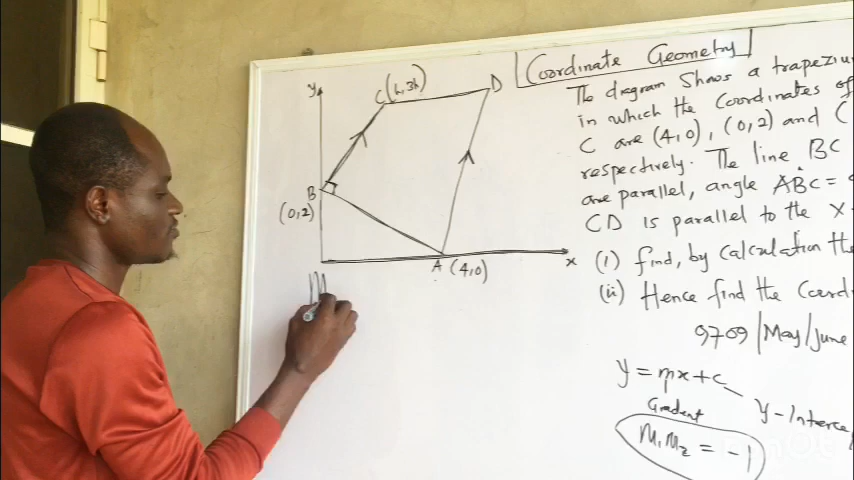 Coordinate Geometry
The diagram shows a trapezium
in which the coordinates of
C are (4,0), (0,2) and C
respectively. The line BC
are parallel, angle ABC =
CD is parallel to the X-
(i) find, by calculation the
(ii) Hence find the
9709/May/June
y = mx+c
Gradient
y-
M₁M₂ = -1
y
C(h,3h)
D
B
(0,2)
A (4,0)
x
M